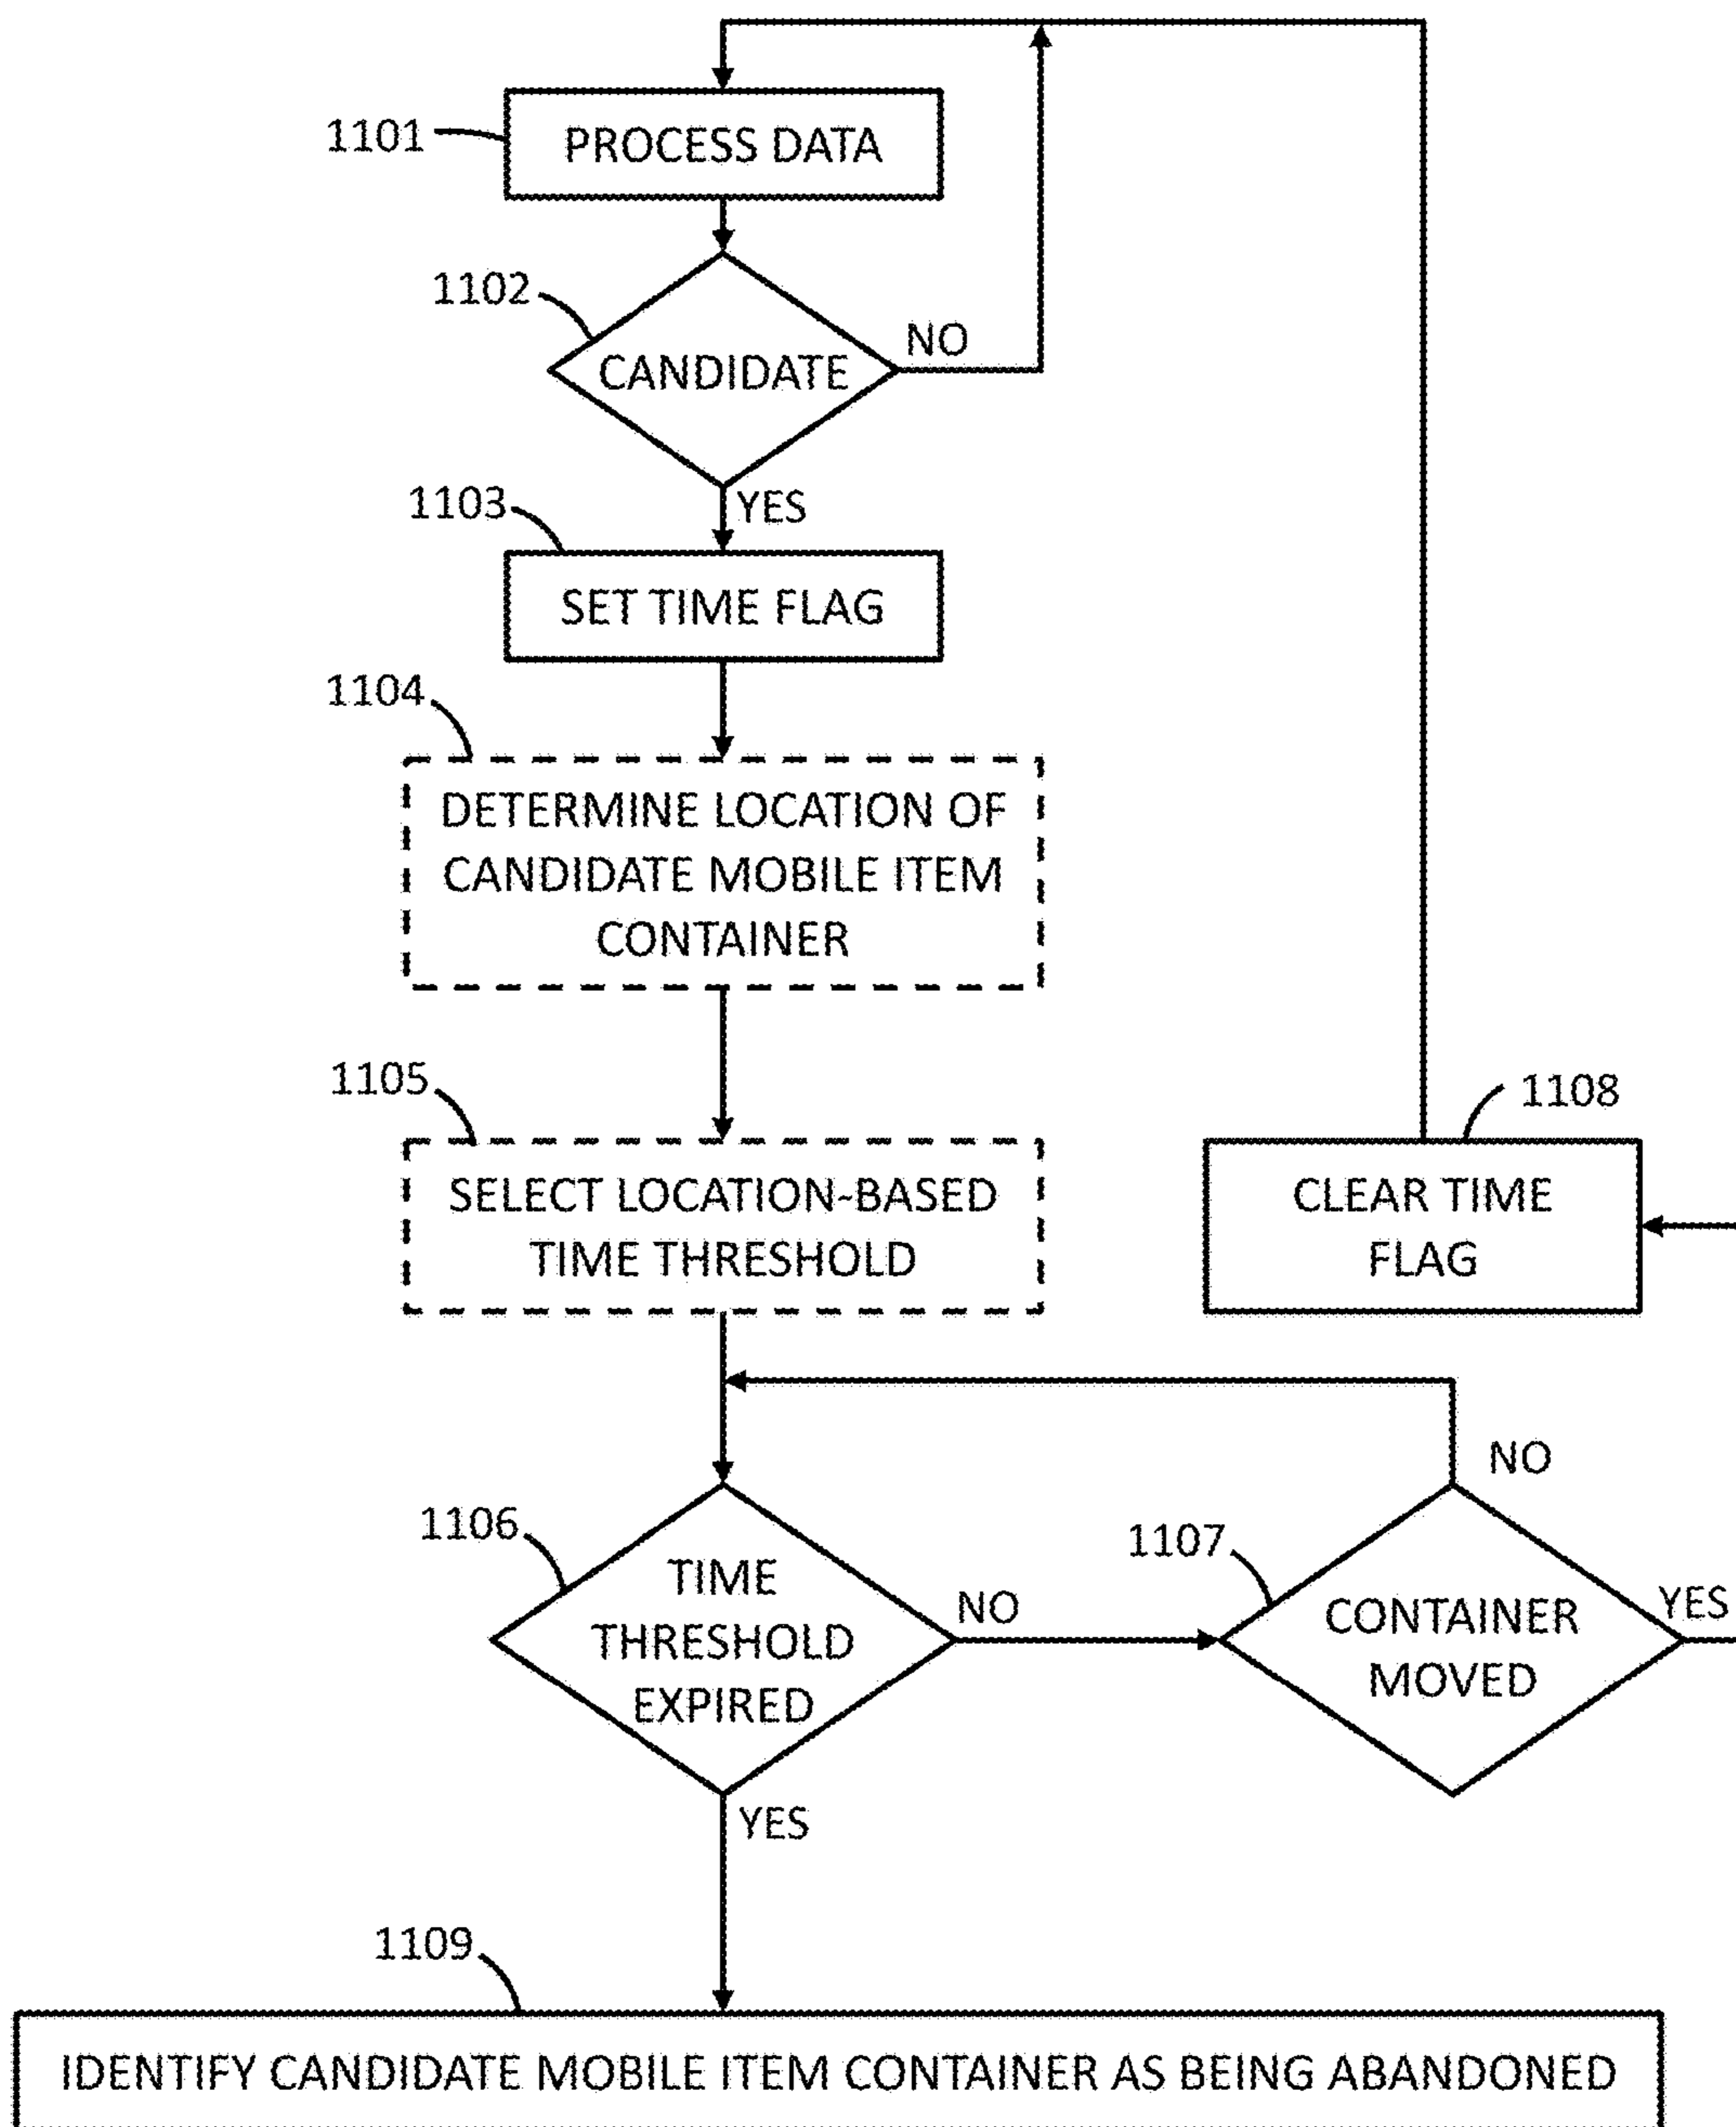 1101
PROCESS DATA
1102
CANDIDATE
NO
YES
1103
SET TIME FLAG
1104
DETERMINE LOCATION OF
CANDIDATE MOBILE ITEM
CONTAINER
1105
SELECT LOCATION-BASED
TIME THRESHOLD
1108
CLEAR TIME
FLAG
1106
TIME
THRESHOLD
EXPIRED
NO
YES
1107
CONTAINER
MOVED
NO
YES
1109
IDENTIFY CANDIDATE MOBILE ITEM CONTAINER AS BEING ABANDONED